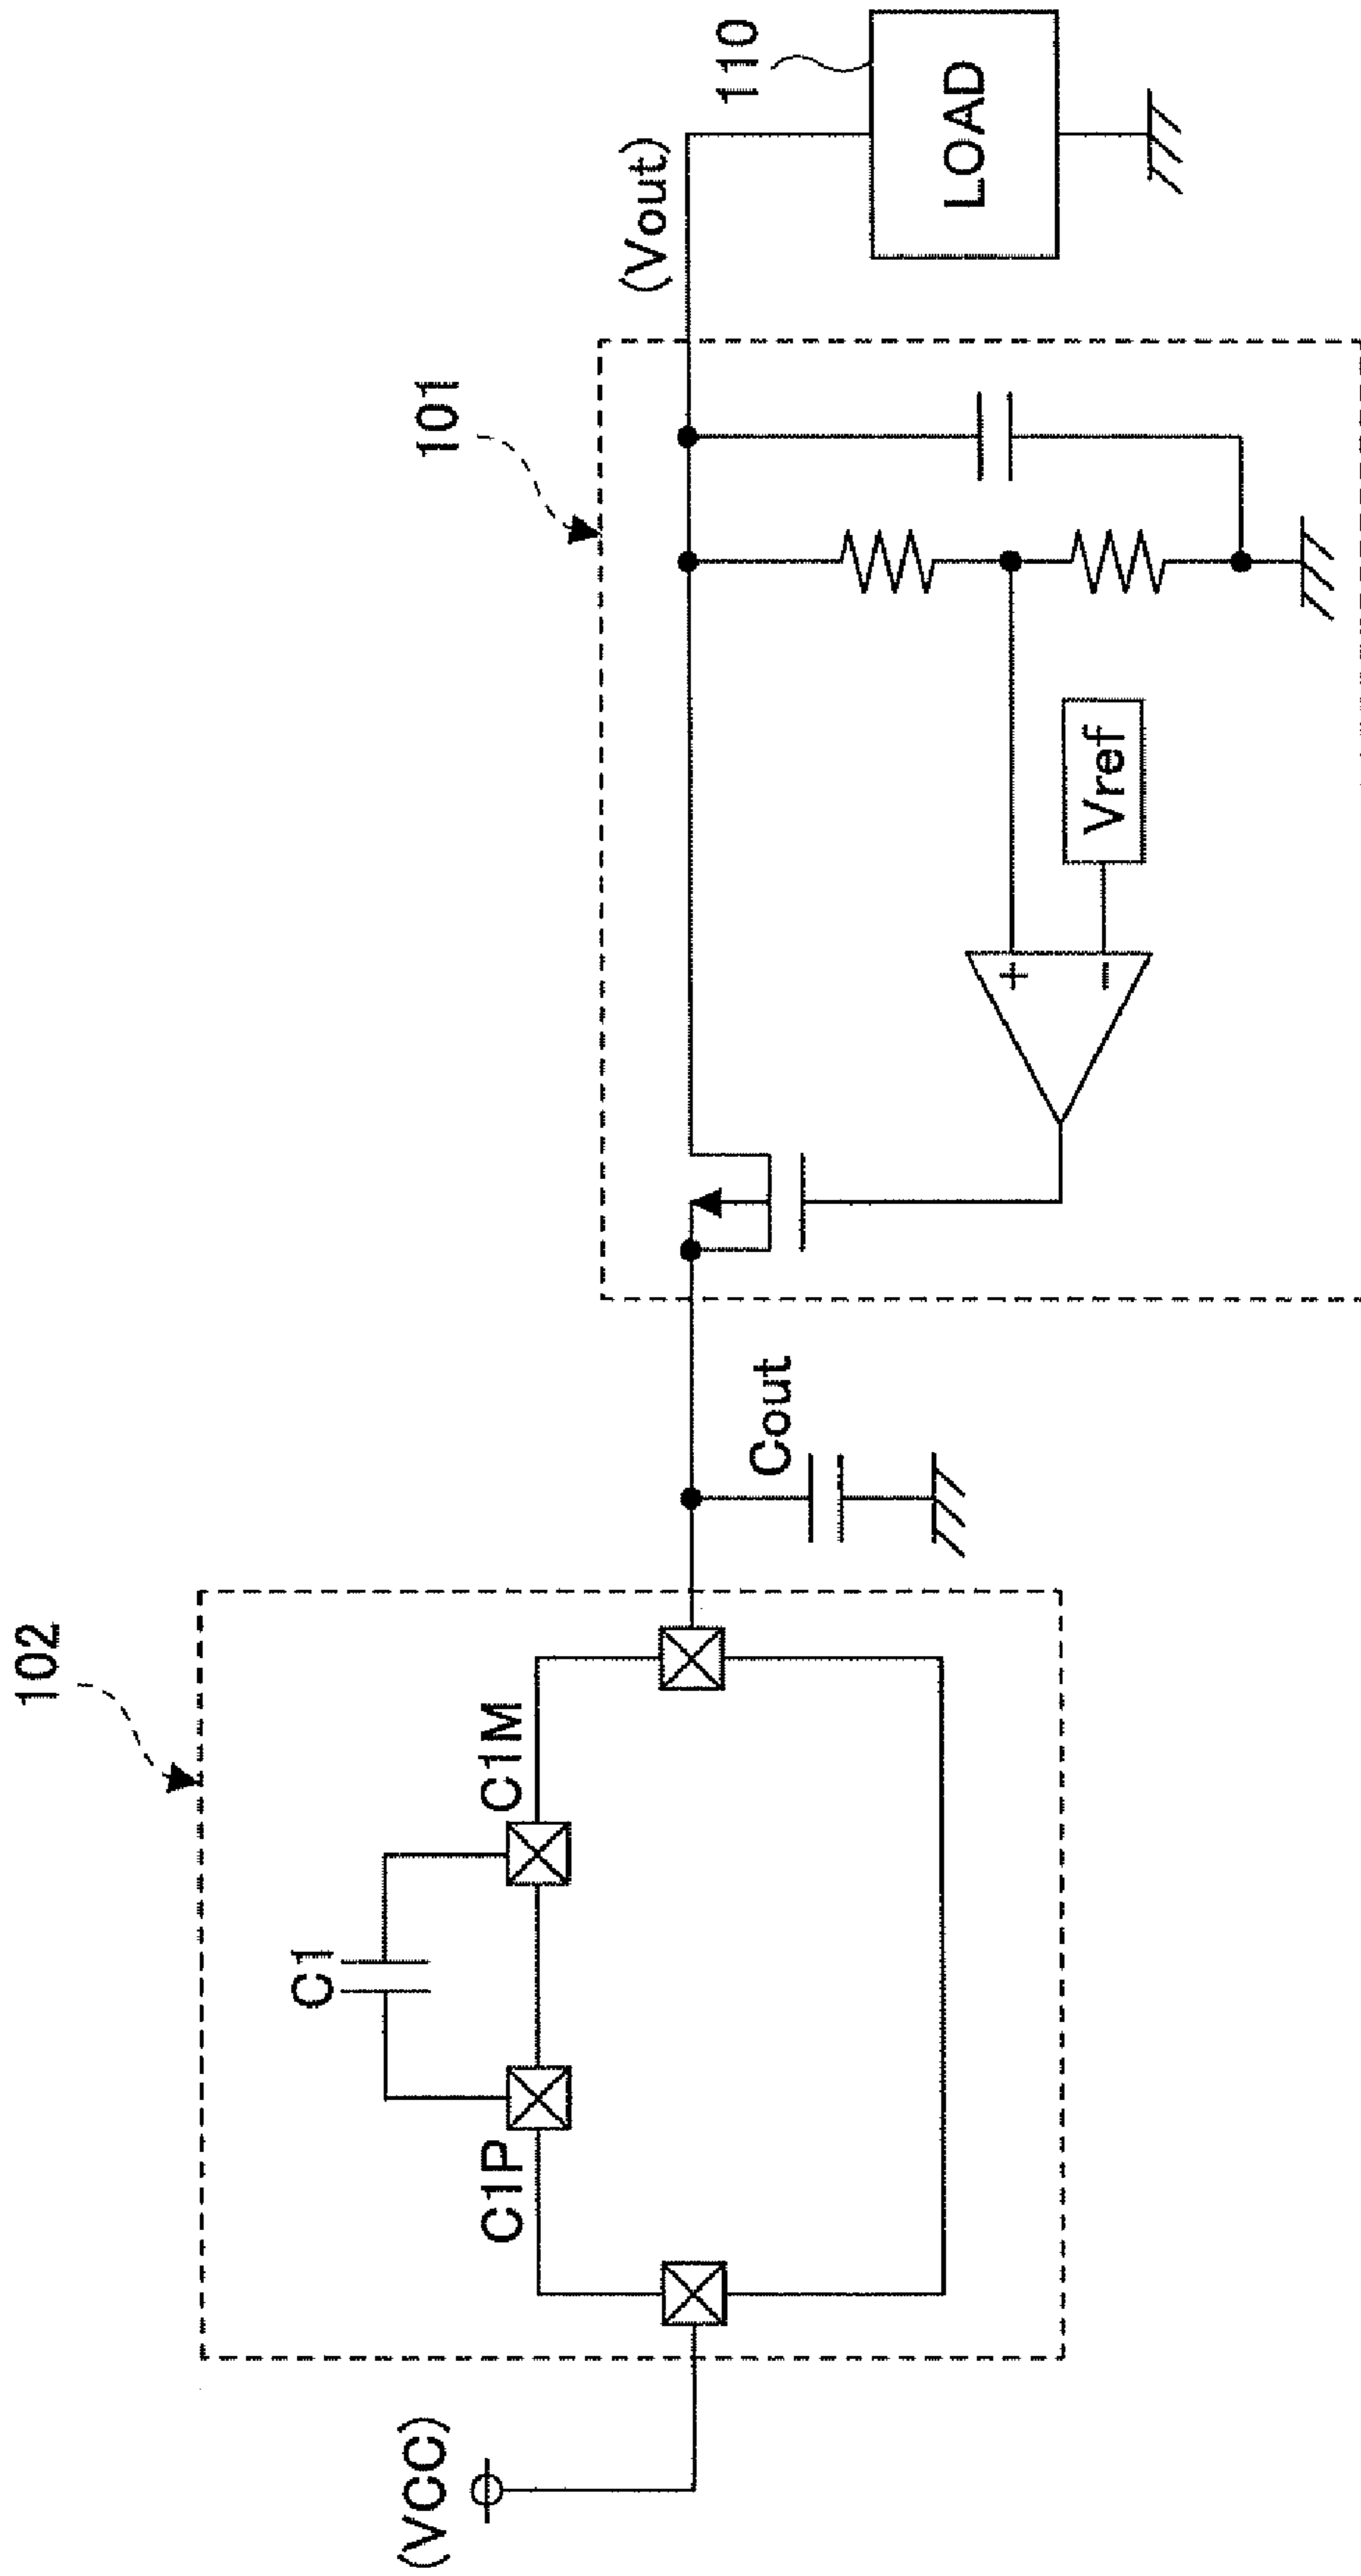 102
101
C1
C1P
C1M
(VCC)
Cout
(Vout)
110
+
−
Vref
LOAD